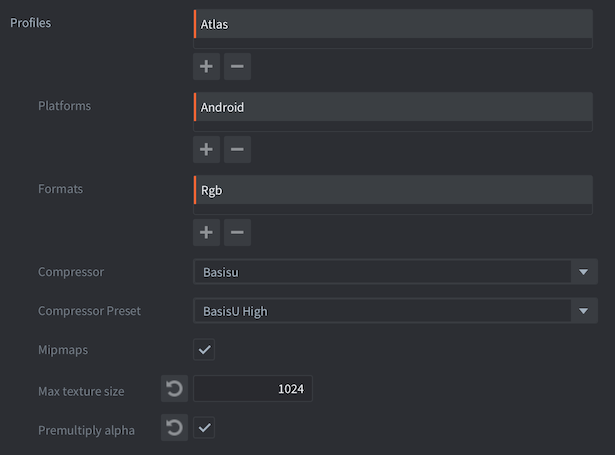 Profiles
Atlas
Platforms
Android
Formats
Rgb
Compressor
Basisu
Compressor Preset
BasisU High
Mipmaps
Max texture size
1024
Premultiply alpha